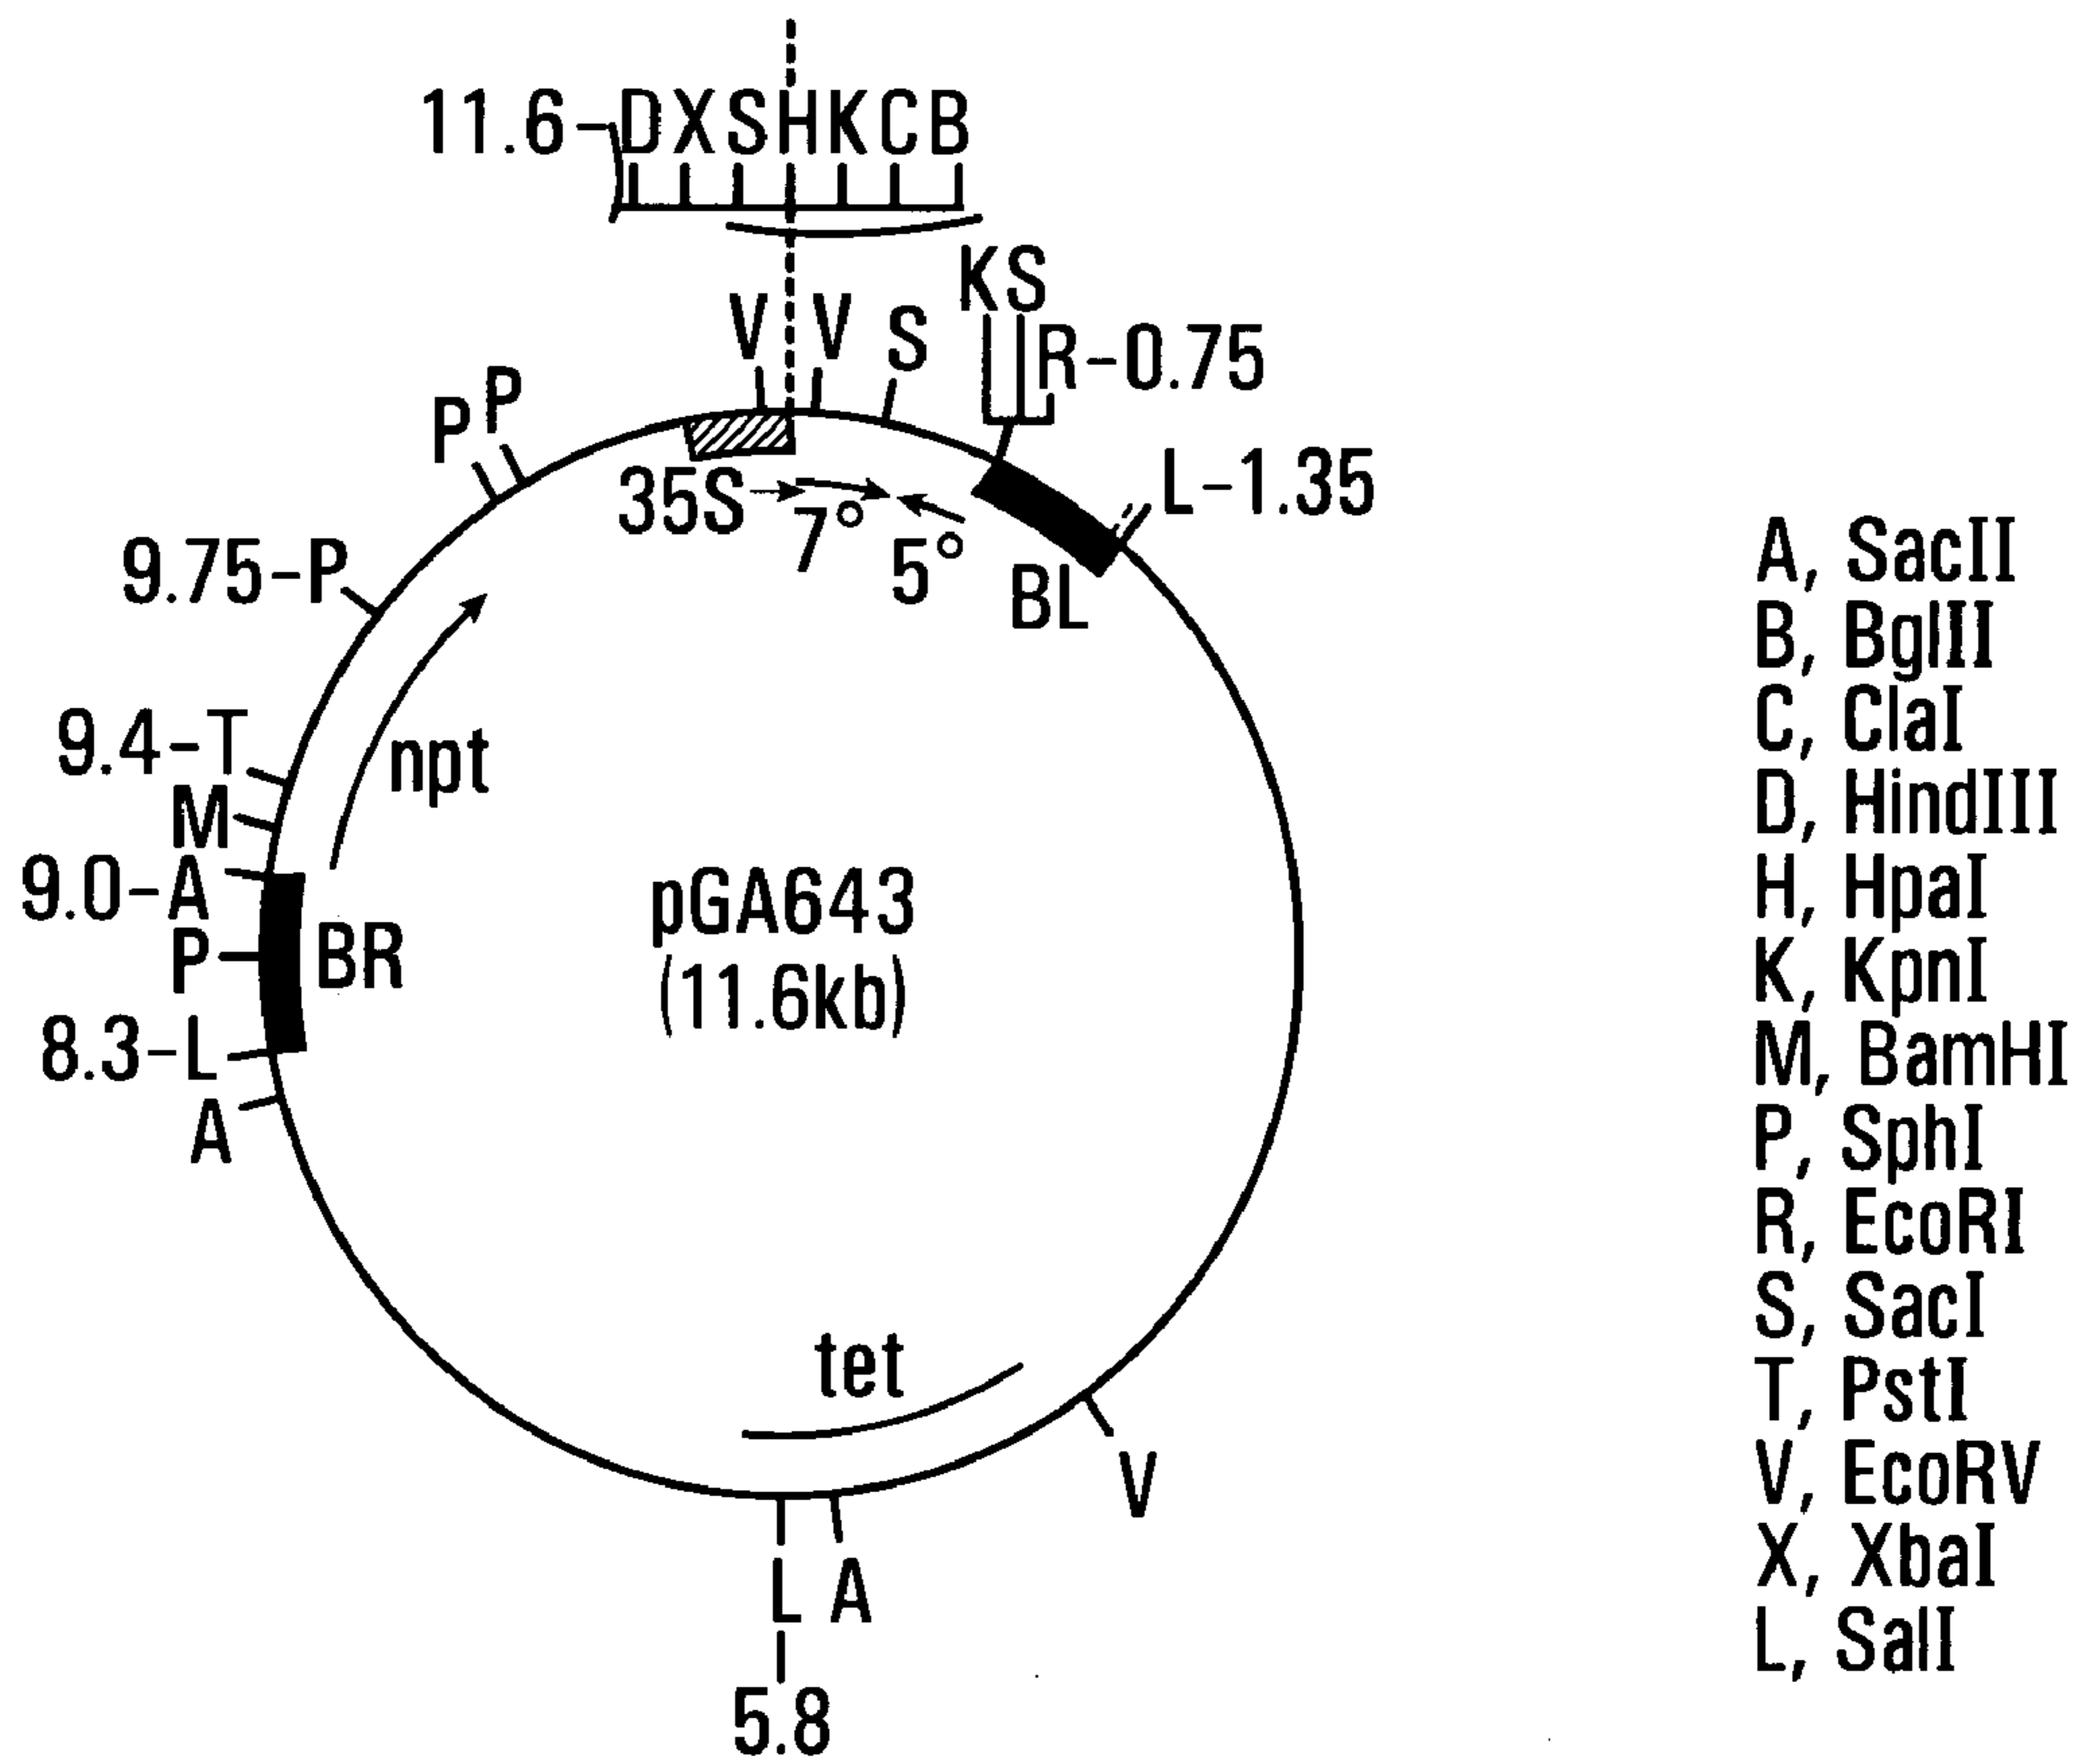 11.6-DXSHKCB
KS
V V S
R-0.75
P P
L-1.35
35S
7°
5°
9.75-P
BL
9.4-T
npt
M
9.0-A
pGA643
P
BR
(11.6kb)
8.3-L
A
tet
V
L A
5.8
A, SacII
B, BglII
C, ClaI
D, HindIII
H, HpaI
K, KpnI
M, BamHI
P, SphI
R, EcoRI
S, SacI
T, PstI
V, EcoRV
X, XbaI
L, SalI